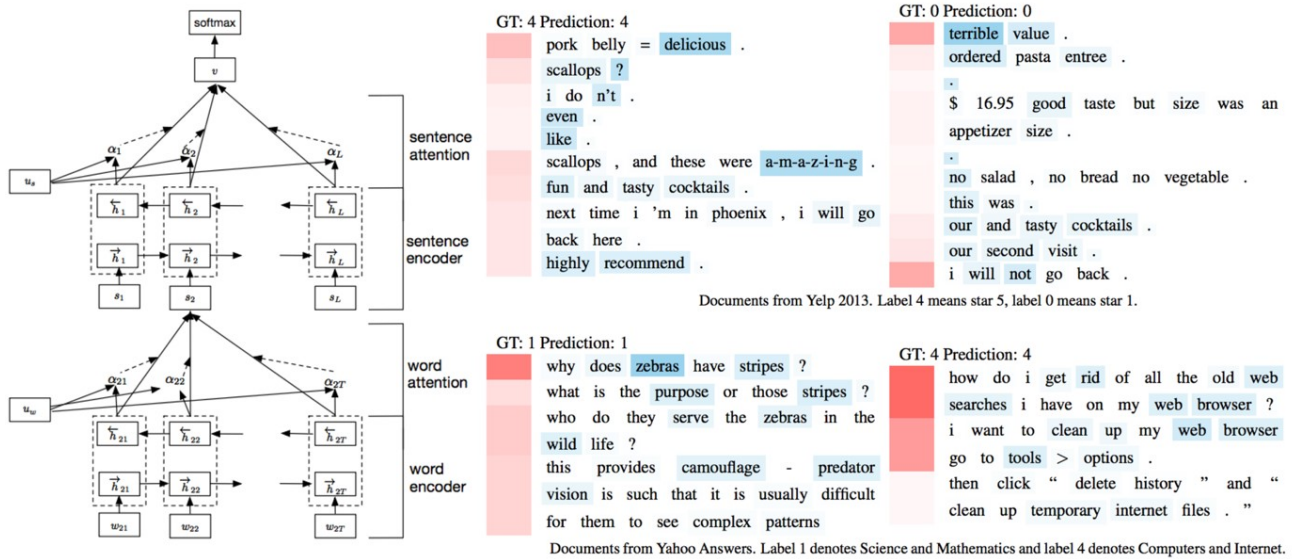 softmax
v
sentence attention
α1 α2 αL
us
h1 h2 hL
sentence encoder
h1 h2 hL
s1 s2 sL
word attention
α21 α22 α2T
uw
h21 h22 h2T
word encoder
h21 h22 h2T
w21 w22 w2T
GT: 4 Prediction: 4
pork belly = delicious .
scallops ?
i do n't .
even .
like .
scallops , and these were a-m-a-z-i-n-g .
fun and tasty cocktails .
next time i 'm in phoenix , i will go
back here .
highly recommend .
GT: 0 Prediction: 0
terrible value .
ordered pasta entree .
.
$ 16.95 good taste but size was an
appetizer size .
.
no salad , no bread no vegetable .
this was .
our and tasty cocktails .
our second visit .
i will not go back .
Documents from Yelp 2013. Label 4 means star 5, label 0 means star 1.
GT: 1 Prediction: 1
why does zebras have stripes ?
what is the purpose or those stripes ?
who do they serve the zebras in the
wild life ?
this provides camouflage - predator
vision is such that it is usually difficult
for them to see complex patterns
GT: 4 Prediction: 4
how do i get rid of all the old web
searches i have on my web browser ?
i want to clean up my web browser
go to tools > options .
then click “ delete history ” and “
clean up temporary internet files . ”
Documents from Yahoo Answers. Label 1 denotes Science and Mathematics and label 4 denotes Computers and Internet.